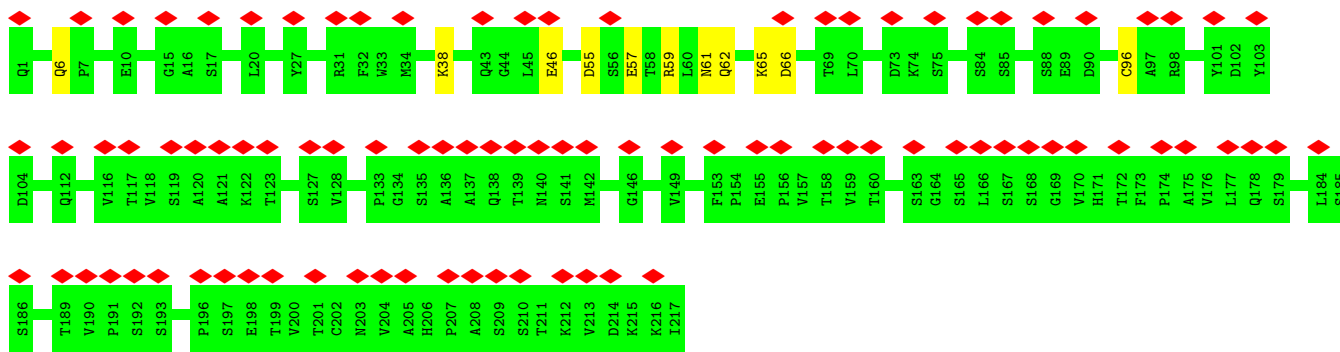 Q1 Q6 P7 E10 G15 A16 S17 L20 Y27 R31 F32 W33 M34 K38 Q43 G44 L45 E46 D55 S56 E57 T58 R59 L60 N61 Q62 K65 D66 T69 L70 D73 K74 S75 S84 S85 S88 E89 D90 C96 A97 R98 Y101 D102 Y103
D104 Q112 V116 T117 V118 S119 A120 A121 K122 T123 S127 V128 P133 G134 S135 A136 A137 Q138 T139 N140 S141 M142 G146 V149 F153 P154 E155 P156 V157 T158 V159 T160 S163 G164 S165 L166 S167 S168 G169 V170 H171 T172 F173 P174 A175 V176 L177 Q178 S179 L184 S185
S186 T189 V190 P191 S192 S193 P196 S197 E198 T199 V200 T201 C202 N203 V204 A205 H206 P207 A208 S209 S210 T211 K212 V213 D214 K215 K216 I217